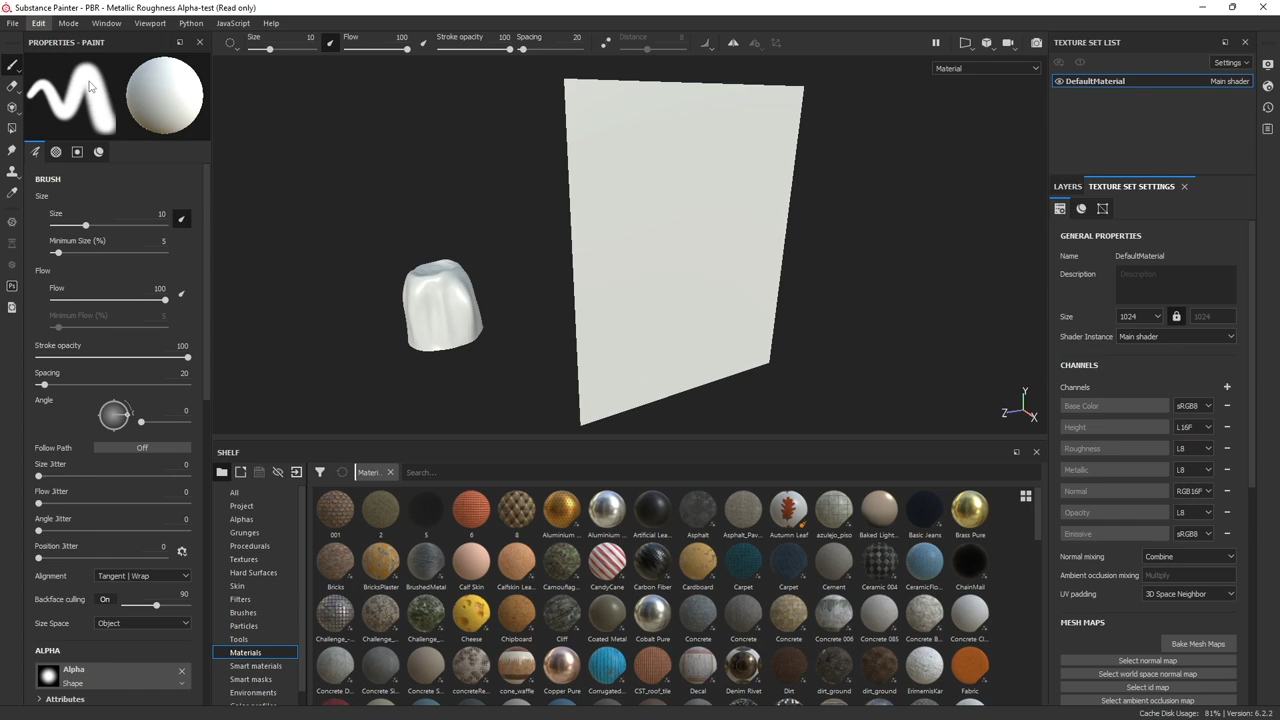 Substance Painter - PBR - Metallic Roughness Alpha-test (Read only)
File Edit Mode Window Viewport Python JavaScript Help
PROPERTIES - PAINT
Size 10 Flow 100 Stroke opacity 100 Spacing 20 Distance 8
Material
BRUSH
Size
Size 10
Minimum Size (%) 5
Flow
Flow 100
Minimum Flow (%) 5
Stroke opacity 100
Spacing 20
Angle 0
Follow Path Off
Size Jitter 0
Flow Jitter 0
Angle Jitter 0
Position Jitter 0
Alignment Tangent | Wrap
Backface culling On 90
Size Space Object
ALPHA
Alpha
Shape
Attributes
Y
Z
X
SHELF
Materi..
Search...
All
Project
Alphas
Grunges
Procedurals
Textures
Hard Surfaces
Skin
Filters
Brushes
Particles
Tools
Materials
Smart materials
Smart masks
Environments
001 2 5 6 8 Aluminium ... Aluminium ... Artificial Lea... Asphalt Asphalt_Pav... Autumn Leaf azulejo_piso Baked Light... Basic Jeans Brass Pure
Bricks BricksPlaster BrushedMetal Calf Skin Calfskin Lea... Camouflag... CandyCane Carbon Fiber Cardboard Carpet Carpet Cement Ceramic 004 CeramicFlo... ChainMail
Challenge_-... Challenge_... Challenge_... Cheese Chipboard Cliff Coated Metal Cobalt Pure Concrete Concrete Concrete Concrete 006 Concrete 085 Concrete B... Concrete Cl...
Concrete D... Concrete Si... Concrete S... concreteRe... cone_waffle Copper Pure Corrugated... CST_roof_tile Decal Denim Rivet Dirt dirt_ground dirt_ground ErimemisKar Fabric
TEXTURE SET LIST
Settings
DefaultMaterial Main shader
LAYERS TEXTURE SET SETTINGS
GENERAL PROPERTIES
Name DefaultMaterial
Description Description
Size 1024 1024
Shader Instance Main shader
CHANNELS
Channels
Base Color sRGB8
Height L16F
Roughness L8
Metallic L8
Normal RGB16F
Opacity L8
Emissive sRGB8
Normal mixing Combine
Ambient occlusion mixing Multiply
UV padding 3D Space Neighbor
MESH MAPS
Bake Mesh Maps
Select normal map
Select world space normal map
Select id map
Select ambient occlusion map
Cache Disk Usage: 81% | Version: 6.2.2